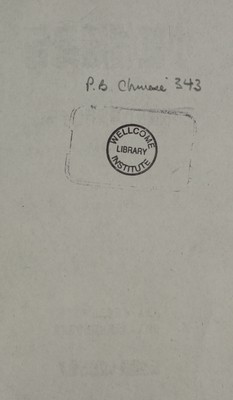 P.B. Chinese 343
WELLCOME
LIBRARY
INSTITUTE